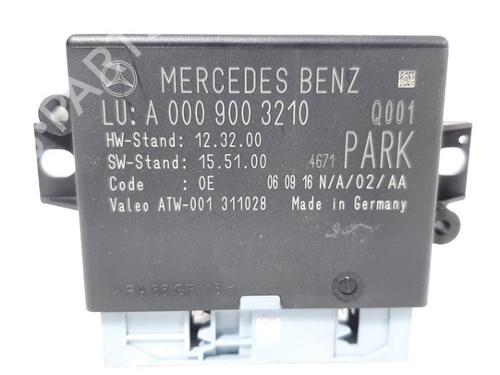 MERCEDES BENZ
LU: A 000 900 3210 Q001
HW-Stand: 12.32.00
SW-Stand: 15.51.00 4671 PARK
Code : 0E 06 09 16 N/A/02/AA
Valeo ATW-001 311028 Made in Germany